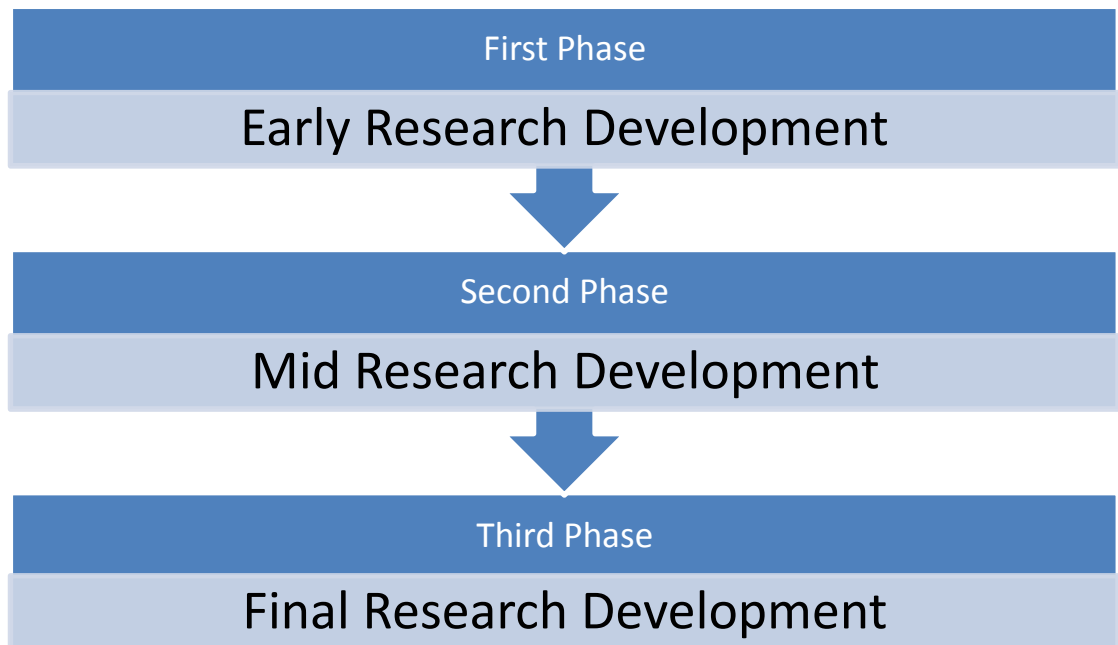 First Phase
Early Research Development
Second Phase
Mid Research Development
Third Phase
Final Research Development